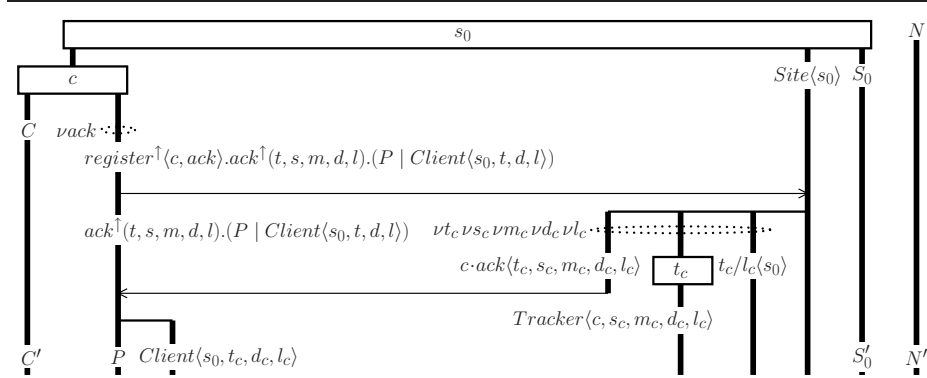 s₀ N
c Site⟨s₀⟩ S₀
C νack
register↑⟨c, ack⟩.ack↑(t, s, m, d, l).(P | Client⟨s₀, t, d, l⟩)
ack↑(t, s, m, d, l).(P | Client⟨s₀, t, d, l⟩) νt_c νs_c νm_c νd_c νl_c
c·ack⟨t_c, s_c, m_c, d_c, l_c⟩ t_c t_c/l_c⟨s₀⟩
Tracker⟨c, s_c, m_c, d_c, l_c⟩
C′ P Client⟨s₀, t_c, d_c, l_c⟩ S₀′ N′